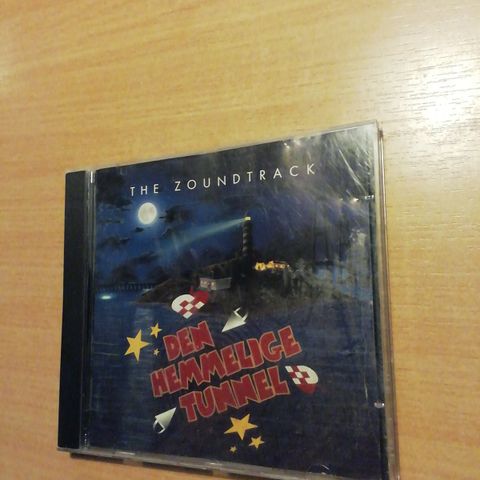 THE ZOUNDTRACK
DEN
HEMMELIGE
TUNNEL